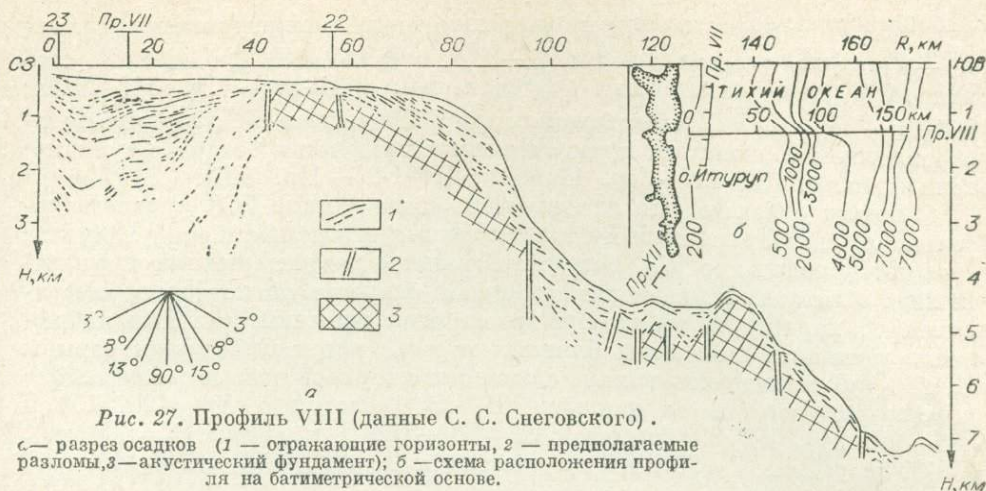 23 Пр.VII 22
0 20 40 60 80 100 120 140 160 R, км
СЗ ЮВ
Пр.VII
ТИХИЙ ОКЕАН
0 50 100 150 км
Пр.VIII
о.Итуруп
200 500 1000 2000 3000 4000 5000 7000 7000
б
Пр.XII
1
2
3
Н, км
1
2
3
1
2
3
4
5
6
7
Н, км
3° 3°
8° 8°
13° 90° 15°
а
Рис. 27. Профиль VIII (данные С. С. Снеговского).
а— разрез осадков (1 — отражающие горизонты, 2 — предполагаемые
разломы,3—акустический фундамент); б —схема расположения профи-
ля на батиметрической основе.